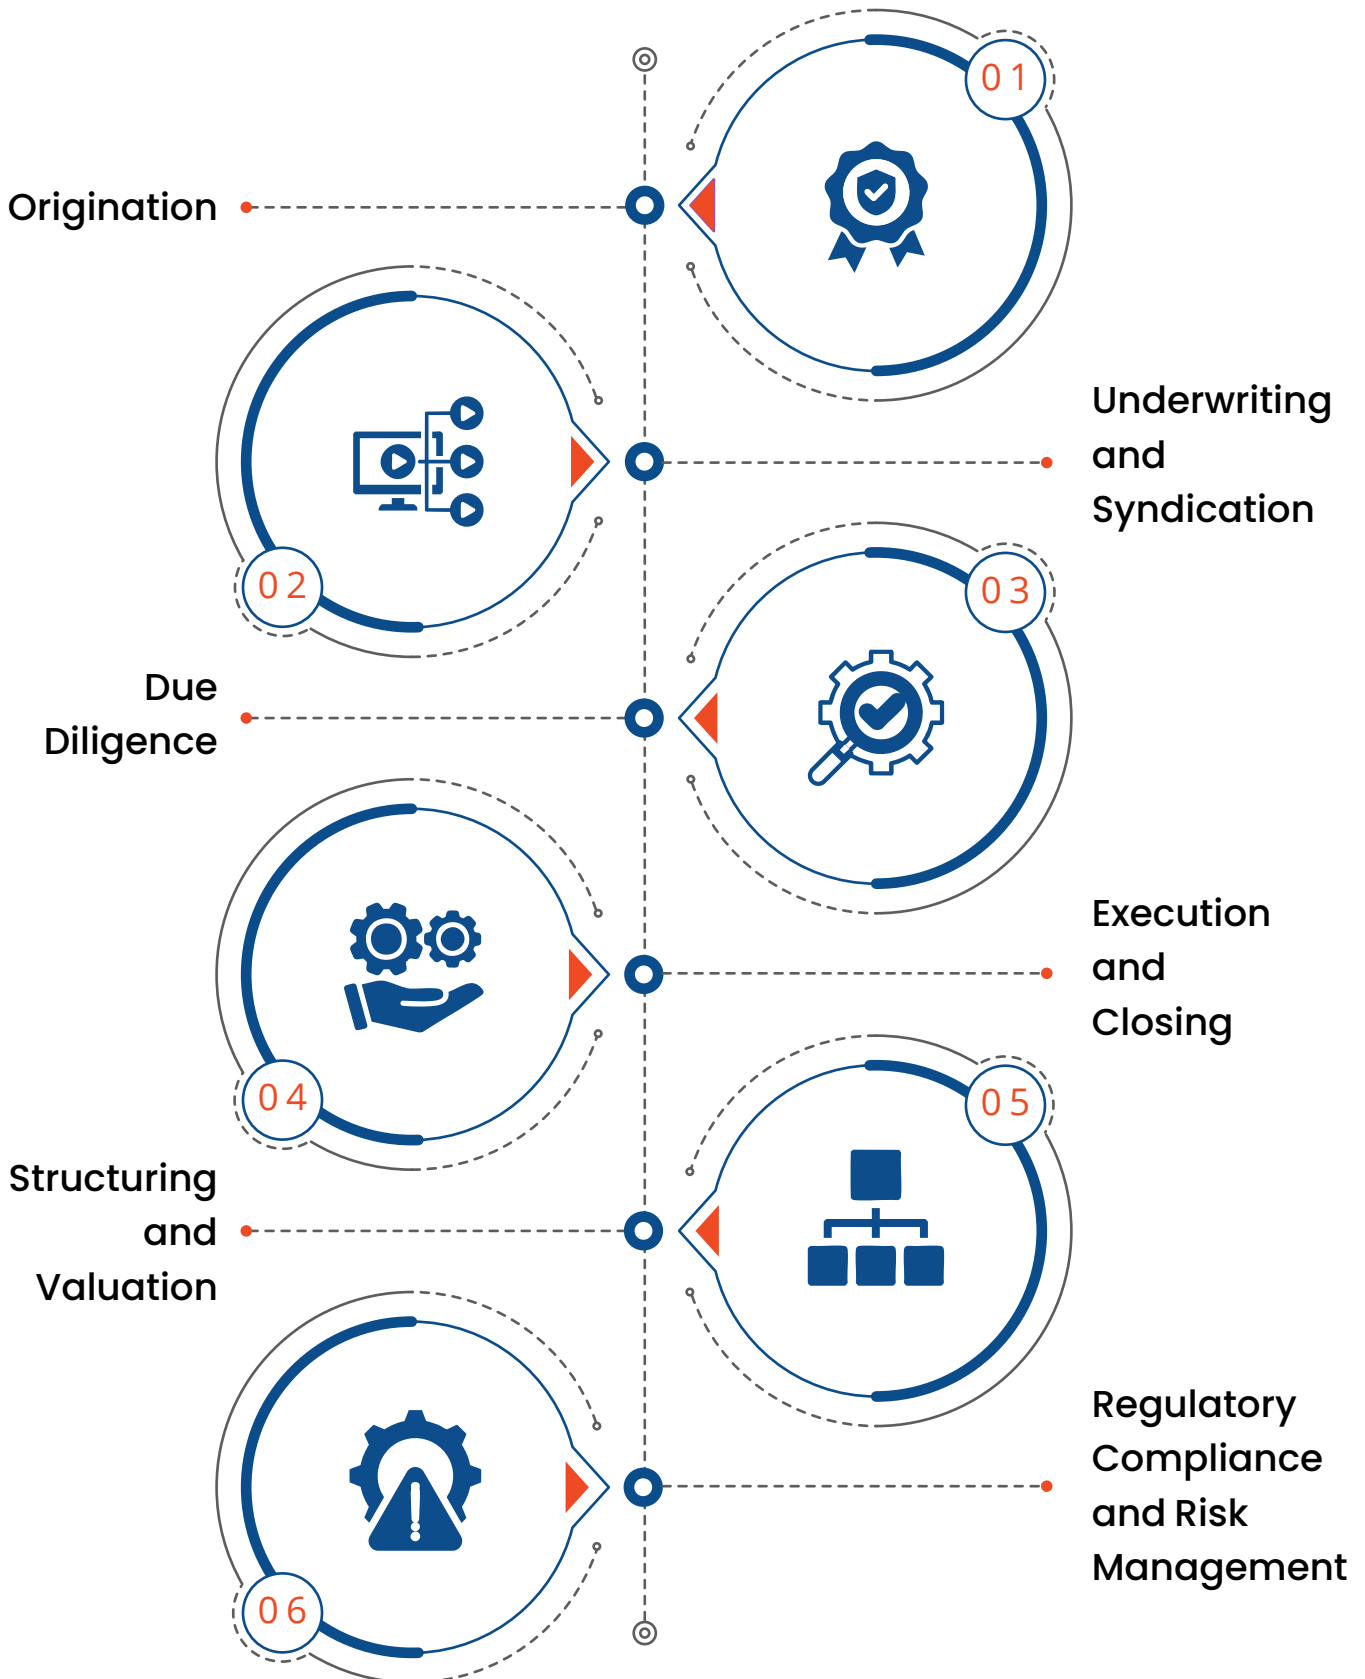 01
Origination
Underwriting
and
Syndication
02
03
Due
Diligence
Execution
and
Closing
04
05
Structuring
and
Valuation
Regulatory
Compliance
and Risk
Management
06